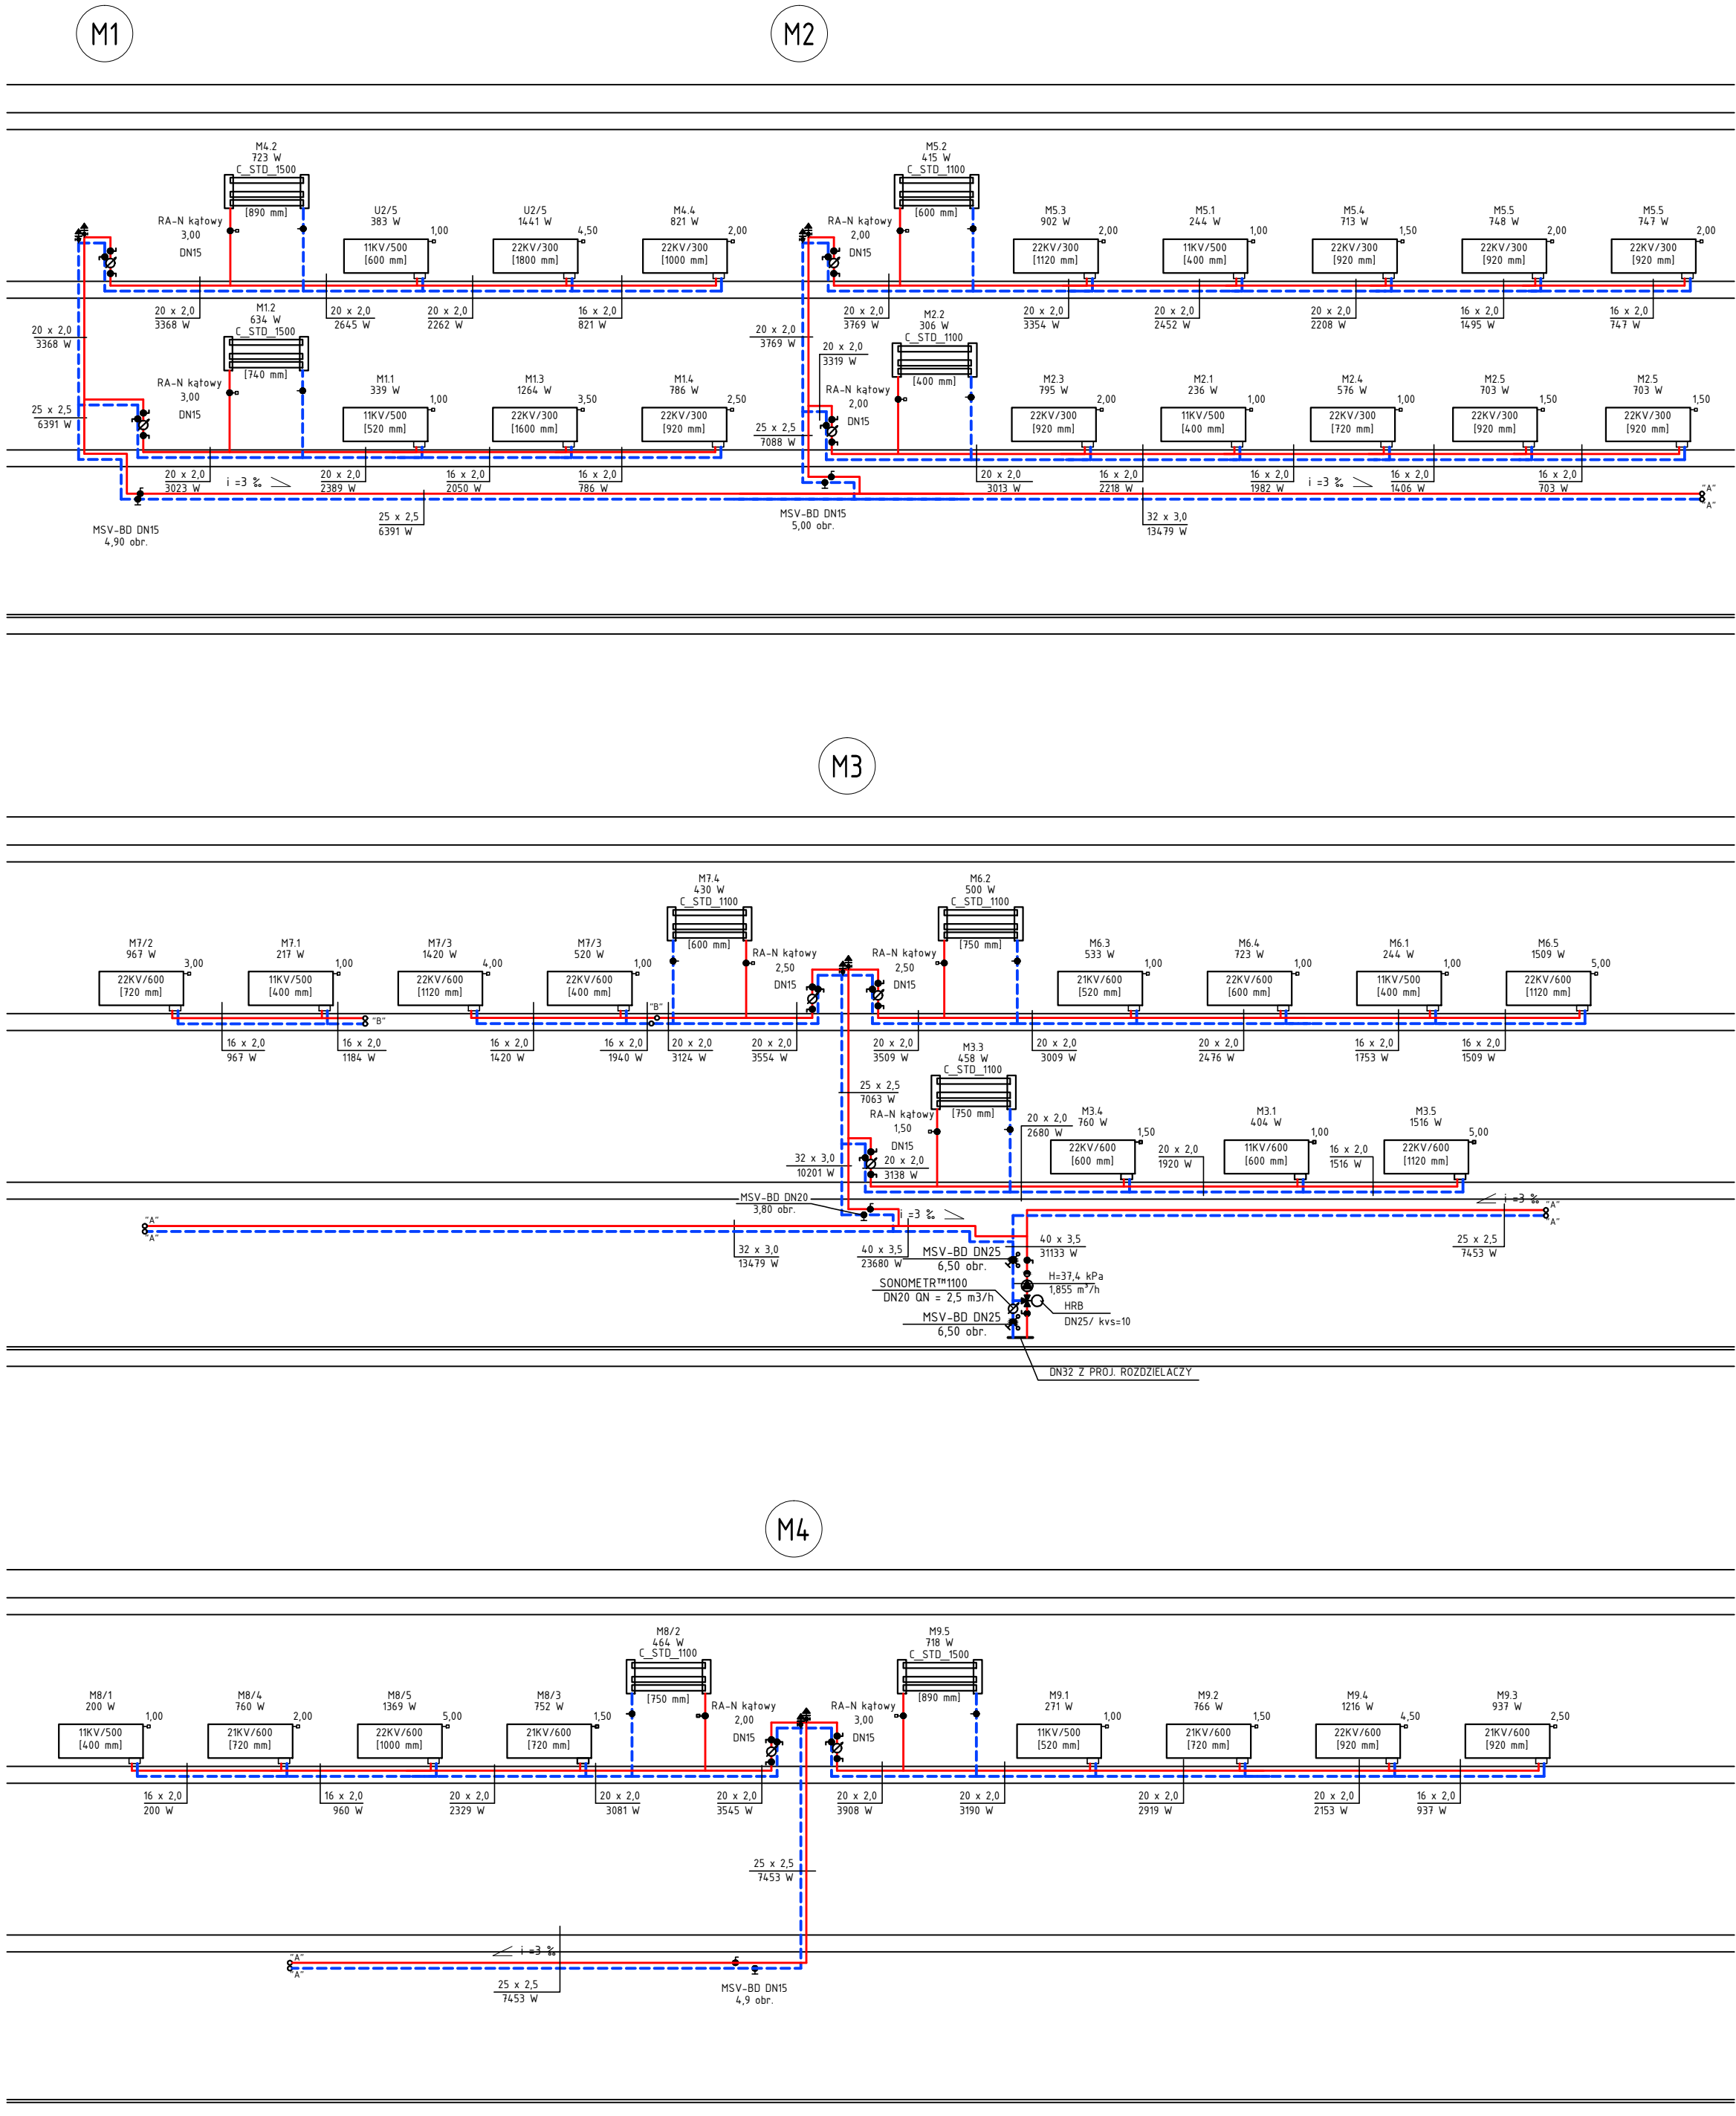 M1
M2
M4.2
723 W
C_STD_1500
[890 mm]
RA-N kątowy
3,00
DN15
U2/5
383 W
11KV/500
[600 mm]
1,00
U2/5
1441 W
22KV/300
[1800 mm]
4,50
M4.4
821 W
22KV/300
[1000 mm]
2,00
20 x 2,0
3368 W
20 x 2,0
2645 W
20 x 2,0
2262 W
16 x 2,0
821 W
20 x 2,0
3368 W
M5.2
415 W
C_STD_1100
[600 mm]
RA-N kątowy
2,00
DN15
M5.3
902 W
22KV/300
[1120 mm]
2,00
M5.1
244 W
11KV/500
[400 mm]
1,00
M5.4
713 W
22KV/300
[920 mm]
1,50
M5.5
748 W
22KV/300
[920 mm]
2,00
M5.5
747 W
22KV/300
[920 mm]
2,00
20 x 2,0
3769 W
20 x 2,0
3354 W
20 x 2,0
2452 W
20 x 2,0
2208 W
16 x 2,0
1495 W
16 x 2,0
747 W
20 x 2,0
3769 W
20 x 2,0
3319 W
M1.2
634 W
C_STD_1500
[740 mm]
RA-N kątowy
3,00
DN15
M1.1
339 W
11KV/500
[520 mm]
1,00
M1.3
1264 W
22KV/300
[1600 mm]
3,50
M1.4
786 W
22KV/300
[920 mm]
2,50
25 x 2,5
6391 W
20 x 2,0
3023 W
i =3 ‰
20 x 2,0
2389 W
16 x 2,0
2050 W
16 x 2,0
786 W
25 x 2,5
6391 W
MSV-BD DN15
4,90 obr.
M2.2
306 W
C_STD_1100
[400 mm]
RA-N kątowy
2,00
DN15
M2.3
795 W
22KV/300
[920 mm]
2,00
M2.1
236 W
11KV/500
[400 mm]
1,00
M2.4
576 W
22KV/300
[720 mm]
1,00
M2.5
703 W
22KV/300
[920 mm]
1,50
M2.5
703 W
22KV/300
[920 mm]
1,50
25 x 2,5
7088 W
20 x 2,0
3013 W
16 x 2,0
2218 W
16 x 2,0
1982 W
i =3 ‰
16 x 2,0
1406 W
16 x 2,0
703 W
"A"
"A"
MSV-BD DN15
5,00 obr.
32 x 3,0
13479 W
M3
M7/2
967 W
22KV/600
[720 mm]
3,00
M7.1
217 W
11KV/500
[400 mm]
1,00
M7/3
1420 W
22KV/600
[1120 mm]
4,00
M7/3
520 W
22KV/600
[400 mm]
1,00
M7.4
430 W
C_STD_1100
[600 mm]
RA-N kątowy
2,50
DN15
M6.2
500 W
C_STD_1100
[750 mm]
RA-N kątowy
2,50
DN15
M6.3
533 W
21KV/600
[520 mm]
1,00
M6.4
723 W
22KV/600
[600 mm]
1,00
M6.1
244 W
11KV/500
[400 mm]
1,00
M6.5
1509 W
22KV/600
[1120 mm]
5,00
"B"
"B"
"B"
16 x 2,0
967 W
16 x 2,0
1184 W
16 x 2,0
1420 W
16 x 2,0
1940 W
20 x 2,0
3124 W
20 x 2,0
3554 W
20 x 2,0
3509 W
20 x 2,0
3009 W
20 x 2,0
2476 W
16 x 2,0
1753 W
16 x 2,0
1509 W
25 x 2,5
7063 W
M3.3
458 W
C_STD_1100
[750 mm]
RA-N kątowy
1,50
DN15
20 x 2,0
2680 W
M3.4
760 W
22KV/600
[600 mm]
1,50
20 x 2,0
1920 W
M3.1
404 W
11KV/600
[600 mm]
1,00
16 x 2,0
1516 W
M3.5
1516 W
22KV/600
[1120 mm]
5,00
32 x 3,0
10201 W
20 x 2,0
3138 W
MSV-BD DN20
3,80 obr.
i =3 ‰
i =3 ‰
"A"
"A"
"A"
"A"
32 x 3,0
13479 W
40 x 3,5
23680 W
40 x 3,5
31133 W
25 x 2,5
7453 W
MSV-BD DN25
6,50 obr.
SONOMETR™1100
DN20 QN = 2,5 m3/h
MSV-BD DN25
6,50 obr.
H=37,4 kPa
1,855 m³/h
HRB
DN25/ kvs=10
DN32 Z PROJ. ROZDZIELACZY
M4
M8/1
200 W
11KV/500
[400 mm]
1,00
M8/4
760 W
21KV/600
[720 mm]
2,00
M8/5
1369 W
22KV/600
[1000 mm]
5,00
M8/3
752 W
21KV/600
[720 mm]
1,50
M8/2
464 W
C_STD_1100
[750 mm]
RA-N kątowy
2,00
DN15
M9.5
718 W
C_STD_1500
[890 mm]
RA-N kątowy
3,00
DN15
M9.1
271 W
11KV/500
[520 mm]
1,00
M9.2
766 W
21KV/600
[720 mm]
1,50
M9.4
1216 W
22KV/600
[920 mm]
4,50
M9.3
937 W
21KV/600
[920 mm]
2,50
16 x 2,0
200 W
16 x 2,0
960 W
20 x 2,0
2329 W
20 x 2,0
3081 W
20 x 2,0
3545 W
20 x 2,0
3908 W
20 x 2,0
3190 W
20 x 2,0
2919 W
20 x 2,0
2153 W
16 x 2,0
937 W
25 x 2,5
7453 W
"A"
"A"
i =3 ‰
25 x 2,5
7453 W
MSV-BD DN15
4,9 obr.